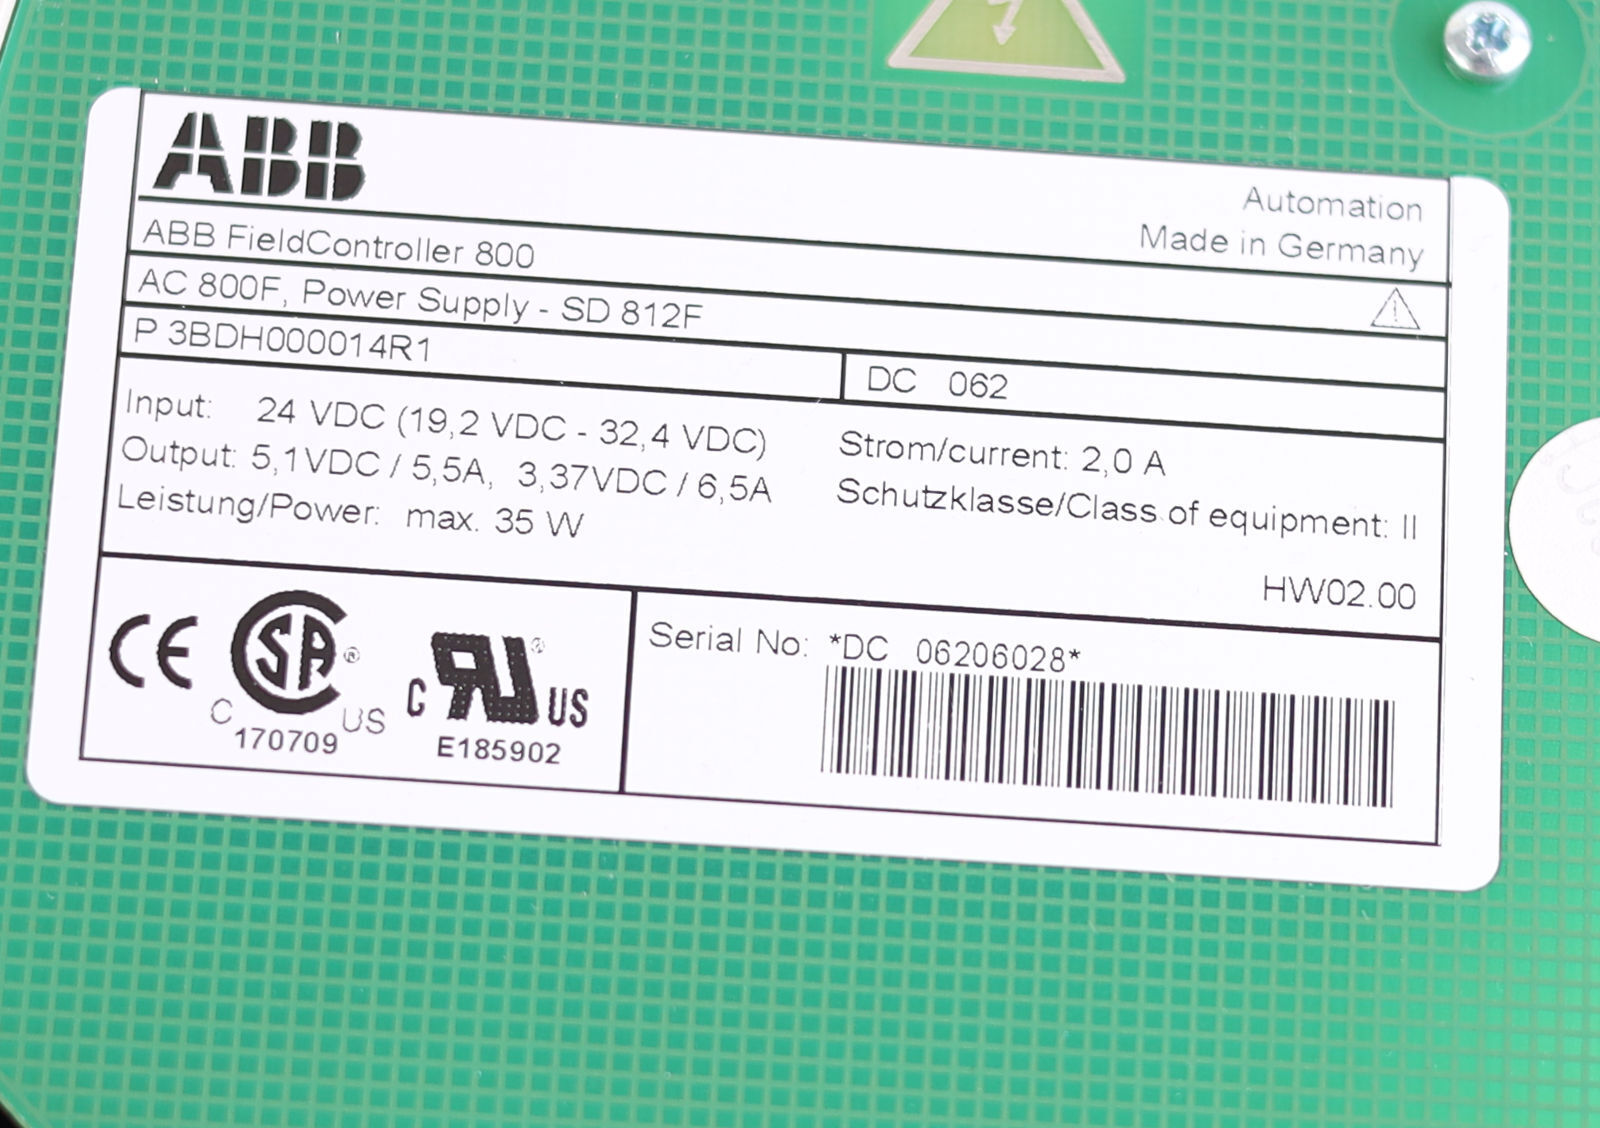 ABB
Automation
Made in Germany
ABB FieldController 800
AC 800F, Power Supply - SD 812F
P 3BDH000014R1
DC 062
Input: 24 VDC (19,2 VDC - 32,4 VDC)
Strom/current: 2,0 A
Output: 5,1VDC / 5,5A, 3,37VDC / 6,5A
Schutzklasse/Class of equipment: II
Leistung/Power: max. 35 W
HW02.00
CE
SA ®
C US
170709
C RU ® US
E185902
Serial No: *DC 06206028*